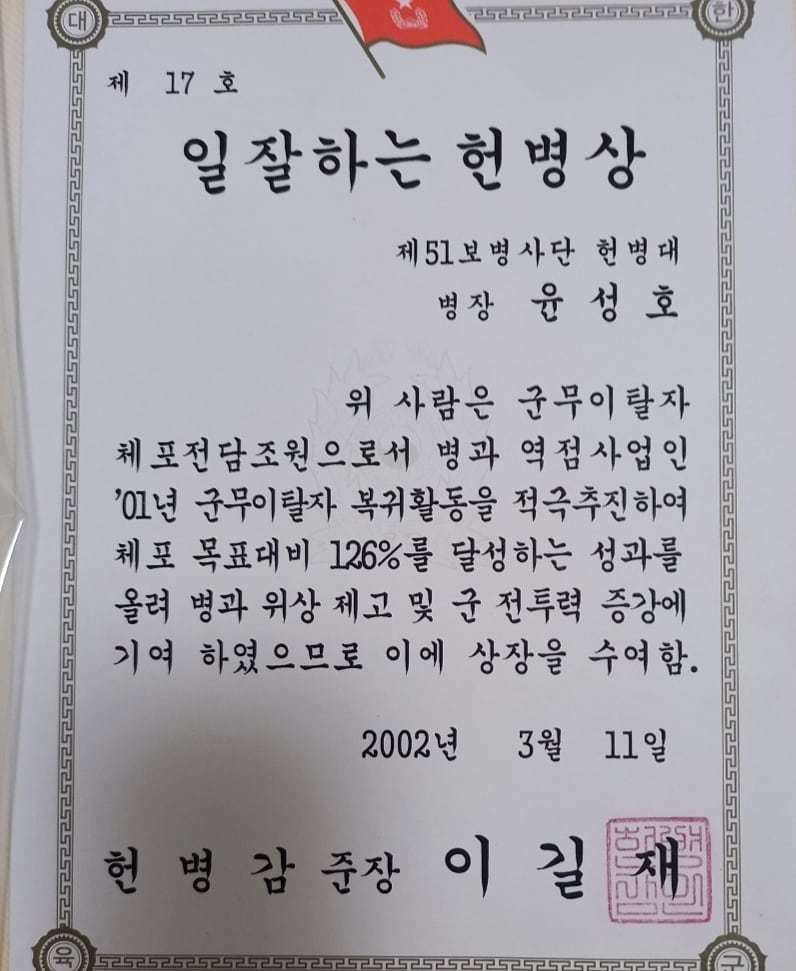 대 한
제 17 호
일 잘하는 헌병상
제51보병사단 헌병대
병장 윤성호
위 사람은 군무이탈자
체포전담조원으로서 병과 역점사업인
'01년 군무이탈자 복귀활동을 적극추진하여
체포 목표대비 126%를 달성하는 성과를
올려 병과 위상 제고 및 군 전투력 증강에
기여 하였으므로 이에 상장을 수여함.
2002년 3월 11일
헌병감 준장 이길재
육 군